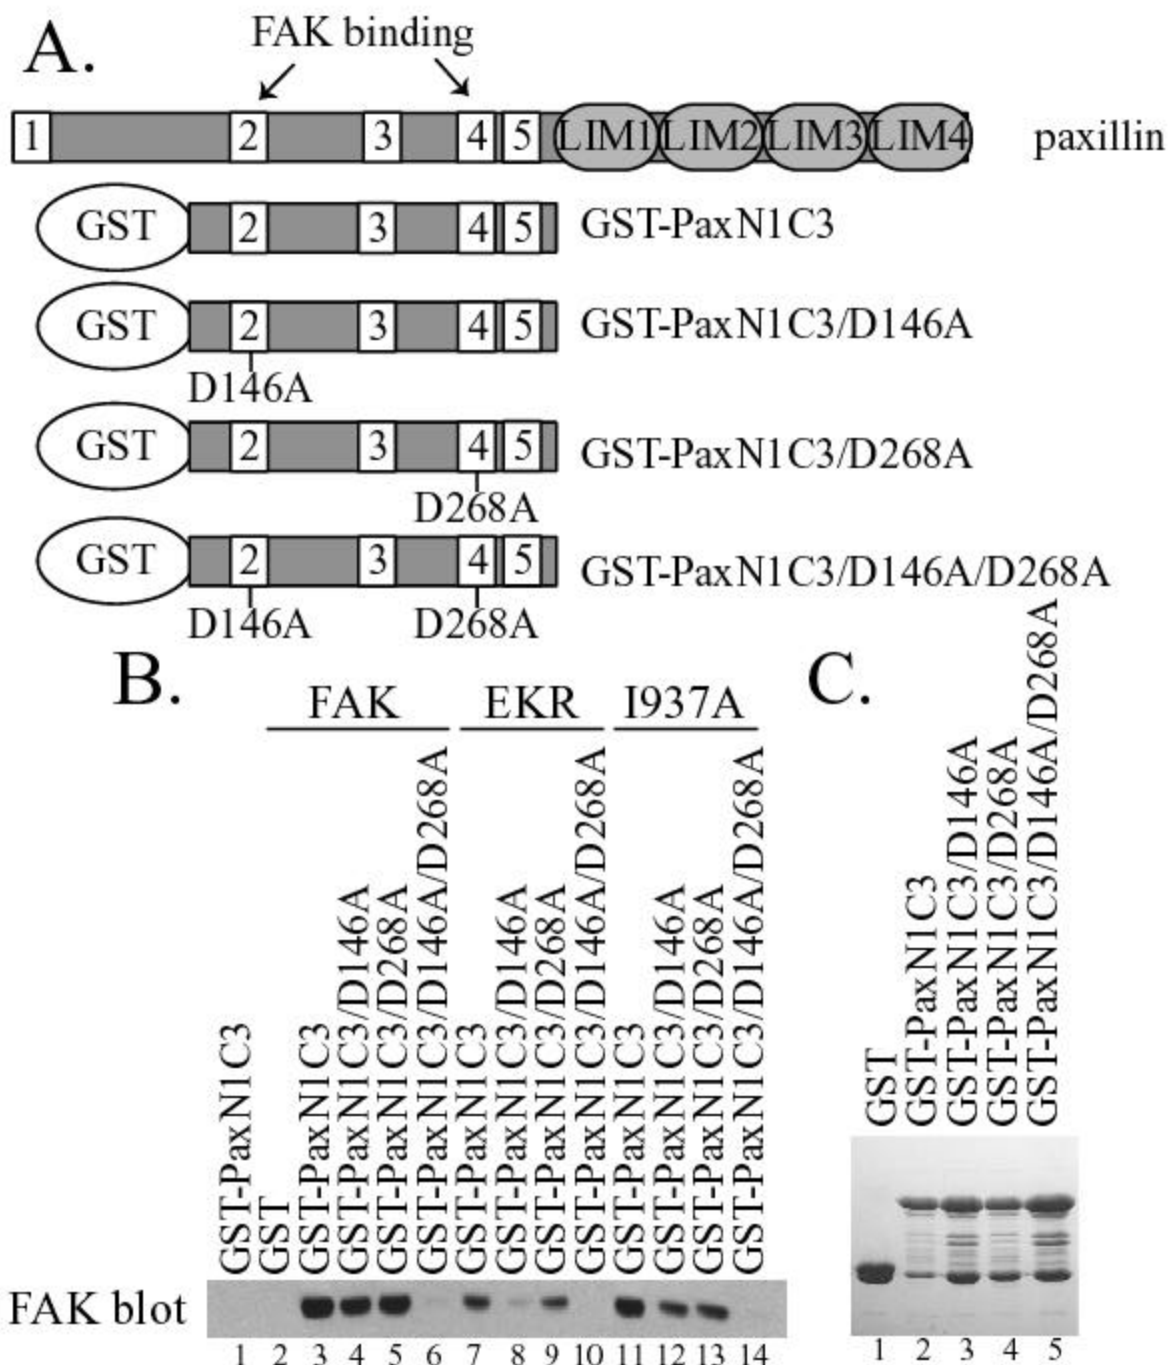 A.
FAK binding
1 2 3 4 5 LIM1 LIM2 LIM3 LIM4 paxillin
GST 2 3 4 5 GST-PaxN1C3
GST 2 3 4 5 GST-PaxN1C3/D146A
D146A
GST 2 3 4 5 GST-PaxN1C3/D268A
D268A
GST 2 3 4 5 GST-PaxN1C3/D146A/D268A
D146A D268A
B.
FAK EKR I937A
GST-PaxN1C3
GST
GST-PaxN1C3
GST-PaxN1C3/D146A
GST-PaxN1C3/D268A
GST-PaxN1C3/D146A/D268A
GST-PaxN1C3
GST-PaxN1C3/D146A
GST-PaxN1C3/D268A
GST-PaxN1C3/D146A/D268A
GST-PaxN1C3
GST-PaxN1C3/D146A
GST-PaxN1C3/D268A
GST-PaxN1C3/D146A/D268A
FAK blot
1 2 3 4 5 6 7 8 9 10 11 12 13 14
C.
GST
GST-PaxN1C3
GST-PaxN1C3/D146A
GST-PaxN1C3/D268A
GST-PaxN1C3/D146A/D268A
1 2 3 4 5